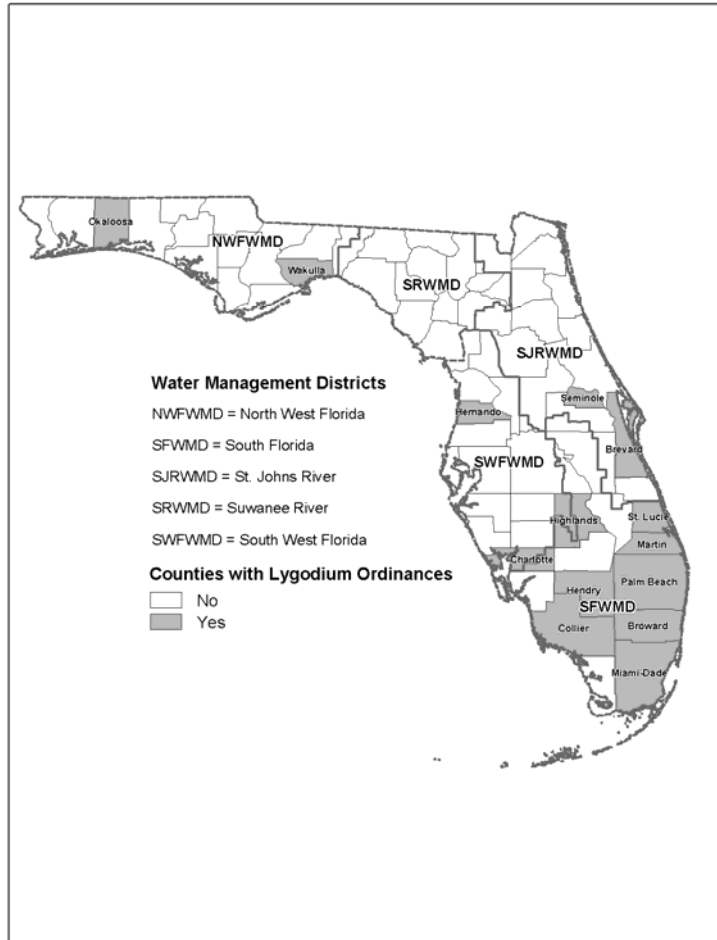 Okaloosa
NWFWMD
Wakulla
SRWMD
SJRWMD
Water Management Districts
NWFWMD = North West Florida
SFWMD = South Florida
SJRWMD = St. Johns River
SRWMD = Suwanee River
SWFWMD = South West Florida
Counties with Lygodium Ordinances
No
Yes
Seminole
Hernando
Brevard
SWFWMD
Highlands
St. Lucie
Martin
Charlotte
Hendry
Palm Beach
SFWMD
Collier
Broward
Miami-Dade